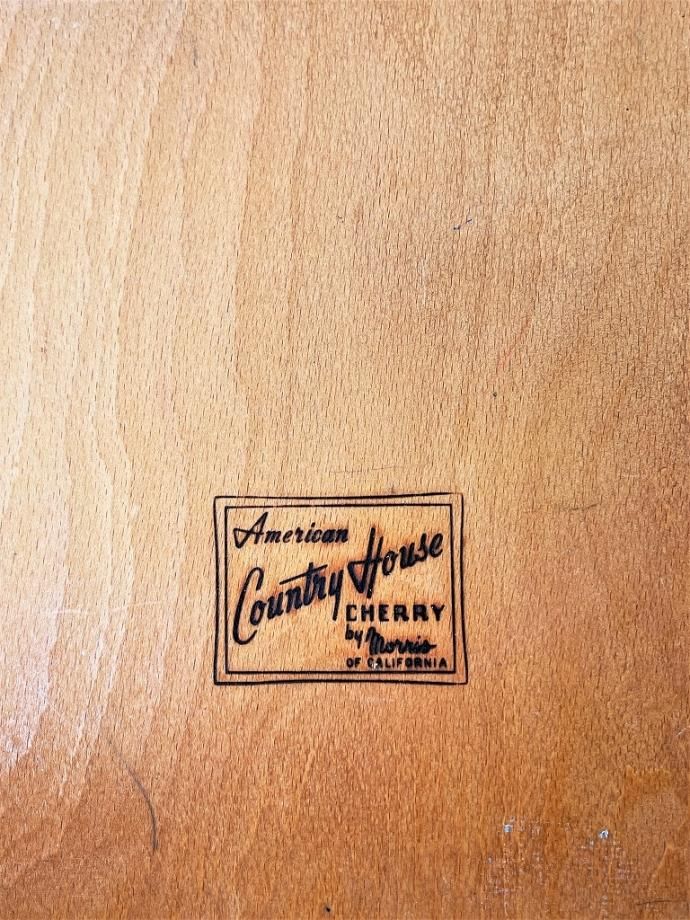 American
Country House
CHERRY
by Morris
OF CALIFORNIA